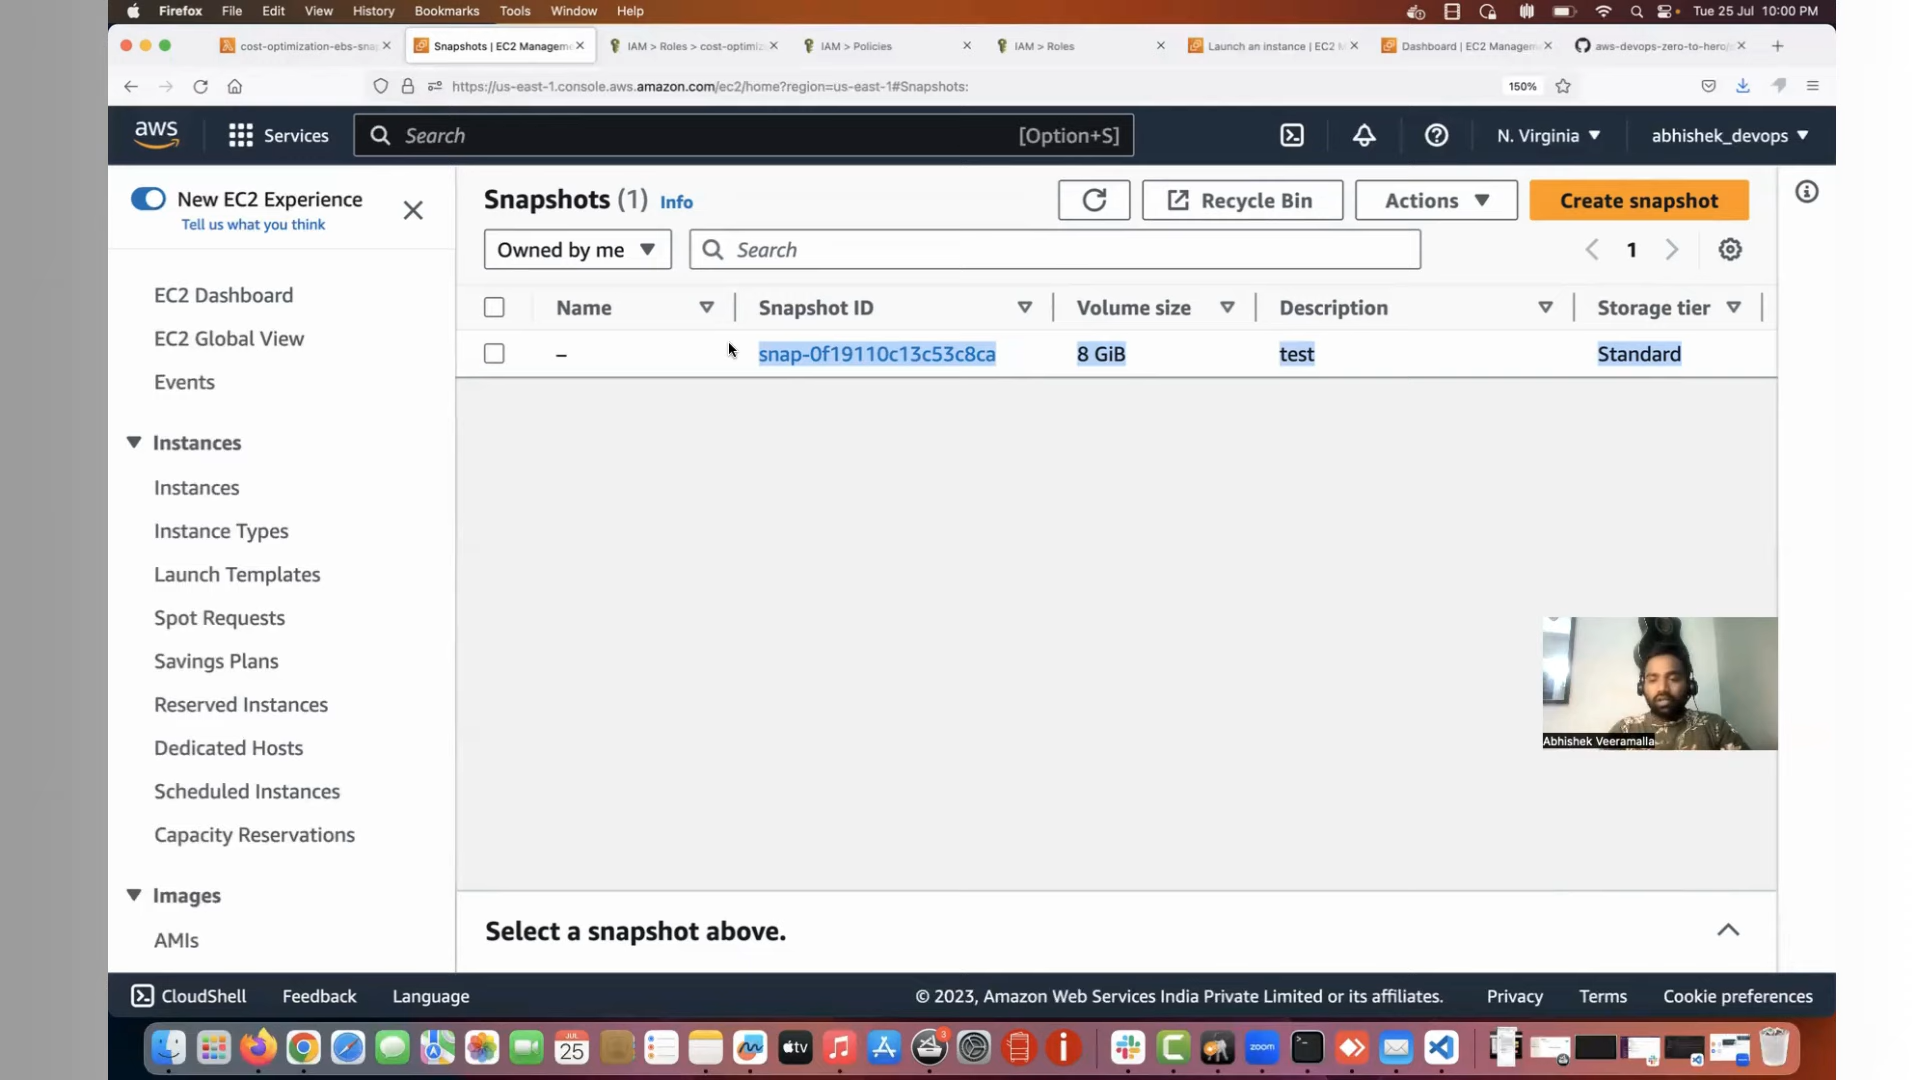 Firefox File Edit View History Bookmarks Tools Window Help
3
Tue 25 Jul 10:00 PM
cost-optimization-ebs-sna
Snapshots | EC2 Managem
IAM > Roles > cost-optimiz
IAM > Policies
IAM > Roles
Launch an instance | EC2 M
Dashboard | EC2 Managem
aws-devops-zero-to-hero/
https://us-east-1.console.aws.amazon.com/ec2/home?region=us-east-1#Snapshots:
150%
aws
Services
Search
[Option+S]
N. Virginia
abhishek_devops
New EC2 Experience
Tell us what you think
EC2 Dashboard
EC2 Global View
Events
Instances
Instances
Instance Types
Launch Templates
Spot Requests
Savings Plans
Reserved Instances
Dedicated Hosts
Scheduled Instances
Capacity Reservations
Images
AMIs
Snapshots (1) Info
Recycle Bin
Actions
Create snapshot
Owned by me
Search
1
Name Snapshot ID Volume size Description Storage tier
– snap-0f19110c13c53c8ca 8 GiB test Standard
Abhishek Veeramalla
Select a snapshot above.
CloudShell Feedback Language
© 2023, Amazon Web Services India Private Limited or its affiliates.
Privacy Terms Cookie preferences
JUL
25
tv
zoom